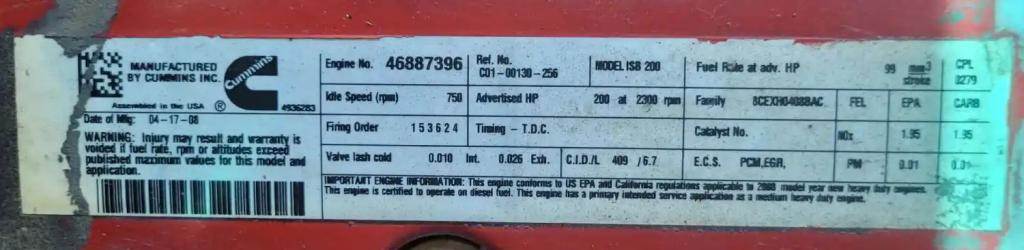 MANUFACTURED
BY CUMMINS INC.
Cummins
Assembled in the USA ®
4936283
Date of Mfg: 04-17-08
WARNING: Injury may result and warranty is
voided if fuel rate, rpm or altitudes exceed
published maximum values for this model and
application.
Engine No. 46887396
Ref. No.
C01-00130-256
MODEL ISB 200
Fuel Rate at adv. HP 99 mm3
stroke
CPL
0279
Idle Speed (rpm) 750
Advertised HP 200 at 2300 rpm
Family 8CEXH0408BAC
FEL EPA CARB
Firing Order 153624
Timing - T.D.C.
Catalyst No.
NOx 1.95 1.95
Valve lash cold 0.010 Int. 0.026 Exh.
C.I.D./L 409 /6.7
E.C.S. PCM,EGR,
PM 0.01 0.01
IMPORTANT ENGINE INFORMATION: This engine conforms to US EPA and California regulations applicable to 2008 model year new heavy duty engines.
This engine is certified to operate on diesel fuel. This engine has a primary intended service application as a medium heavy duty engine.